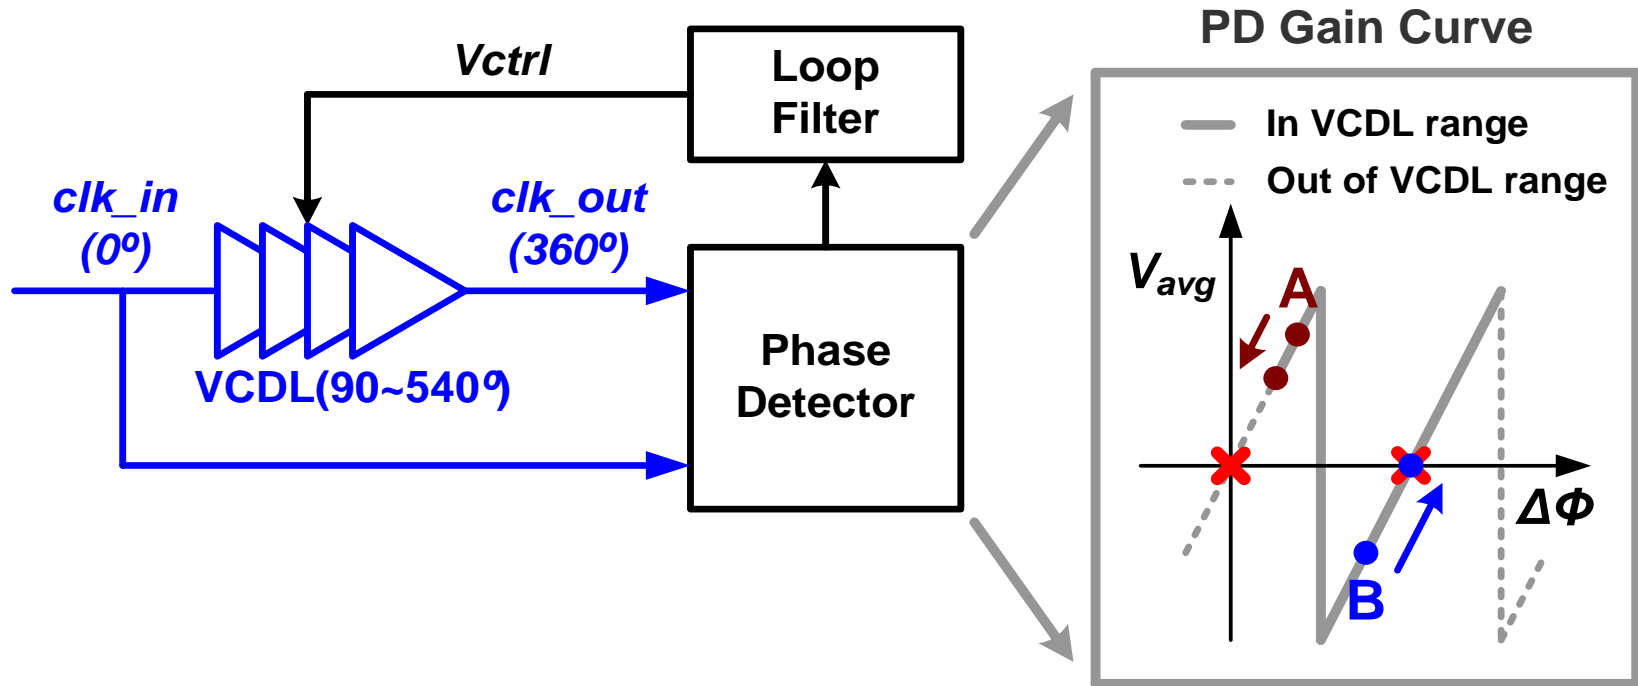 PD Gain Curve
Vctrl
Loop
Filter
In VCDL range
Out of VCDL range
clk_in
(0º)
clk_out
(360º)
VCDL(90~540º)
Phase
Detector
Vavg
A
B
ΔΦ